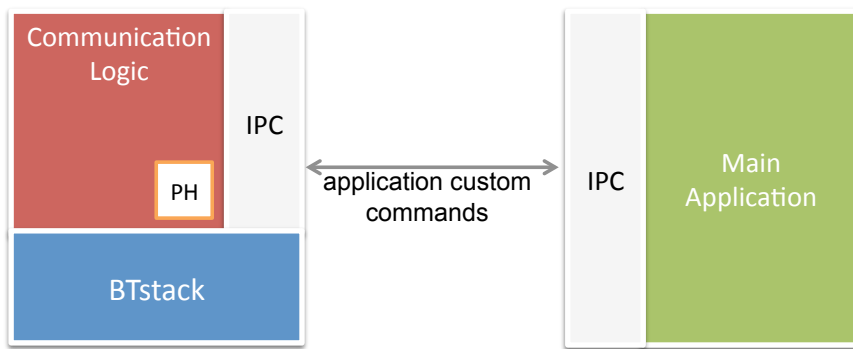 Communication
Logic
IPC
PH
BTstack
application custom
commands
IPC
Main
Application